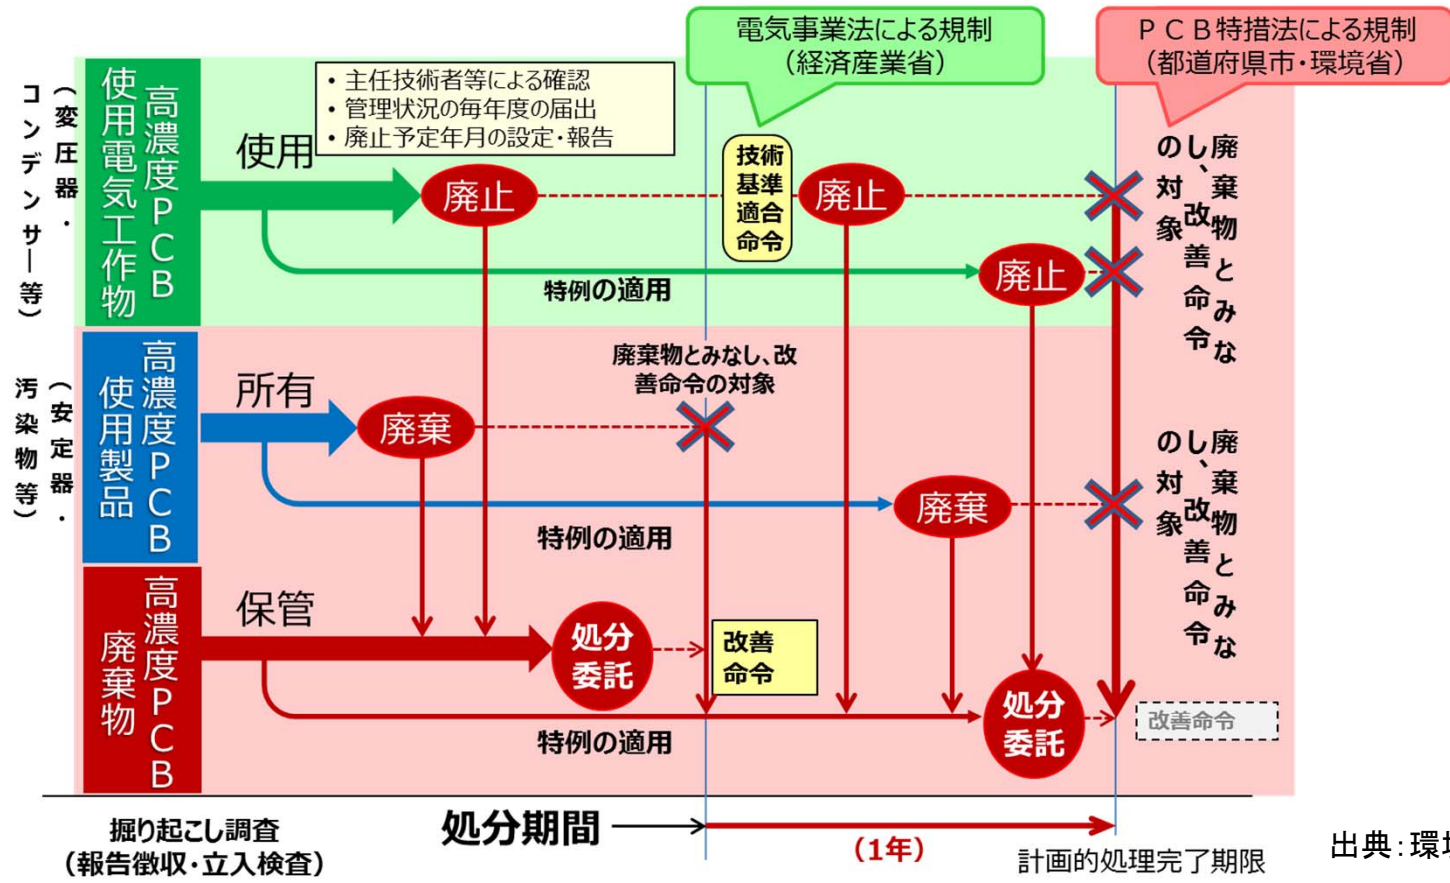 電気事業法による規制
（経済産業省）
ＰＣＢ特措法による規制
（都道府県市・環境省）
（変圧器・
コンデンサー等）
高濃度ＰＣＢ
使用電気工作物
• 主任技術者等による確認
• 管理状況の毎年度の届出
• 廃止予定年月の設定・報告
使用
廃止
技術
基準
適合
命令
廃止
特例の適用
廃止
廃棄物とみな
し、改善命令
の対象
（安定器・
汚染物等）
高濃度ＰＣＢ
使用製品
所有
廃棄
廃棄物とみなし、改
善命令の対象
特例の適用
廃棄
廃棄物とみな
し、改善命令
の対象
高濃度ＰＣＢ
廃棄物
保管
処分
委託
改善
命令
特例の適用
処分
委託
改善命令
掘り起こし調査
（報告徴収・立入検査）
処分期間
（1年）
計画的処理完了期限
出典：環